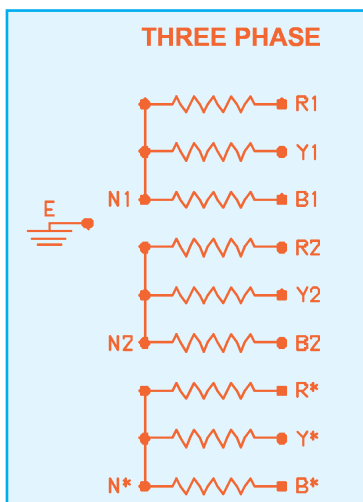 THREE PHASE
R1
Y1
N1 B1
E
R2
Y2
N2 B2
R*
Y*
N* B*